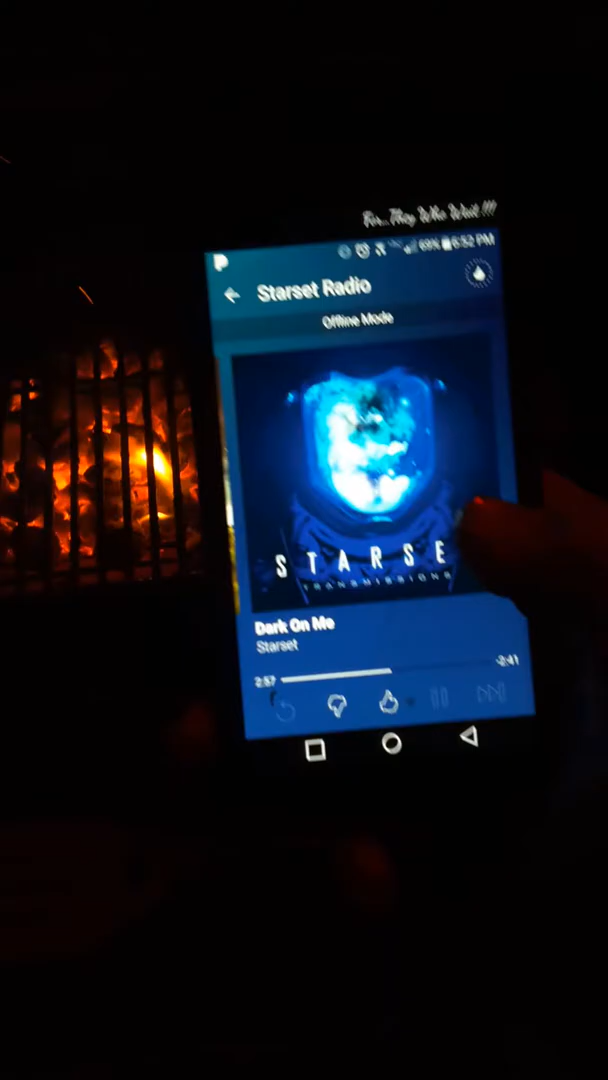 For...They Who Wait !!!
69% 6:52 PM
Starset Radio
Offline Mode
STARSE
TRANSMISSIONS
Dark On Me
Starset
2:57
-2:41